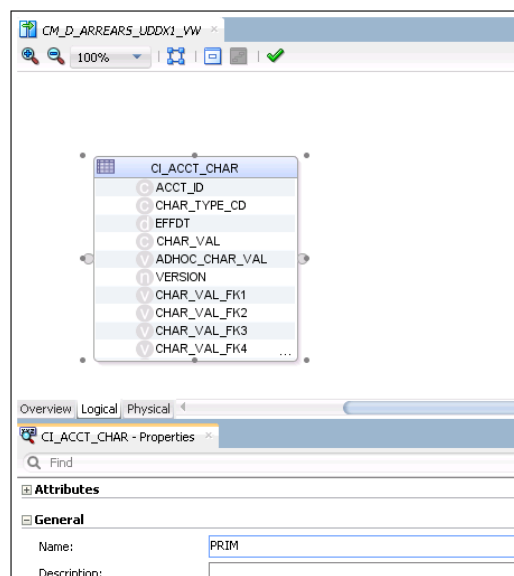 CM_D_ARREARS_UDDX1_VW
100%
CI_ACCT_CHAR
C ACCT_ID
C CHAR_TYPE_CD
d EFFDT
C CHAR_VAL
V ADHOC_CHAR_VAL
n VERSION
V CHAR_VAL_FK1
V CHAR_VAL_FK2
V CHAR_VAL_FK3
V CHAR_VAL_FK4 ...
Overview Logical Physical
CI_ACCT_CHAR - Properties
Find
Attributes
General
Name: PRIM
Description: